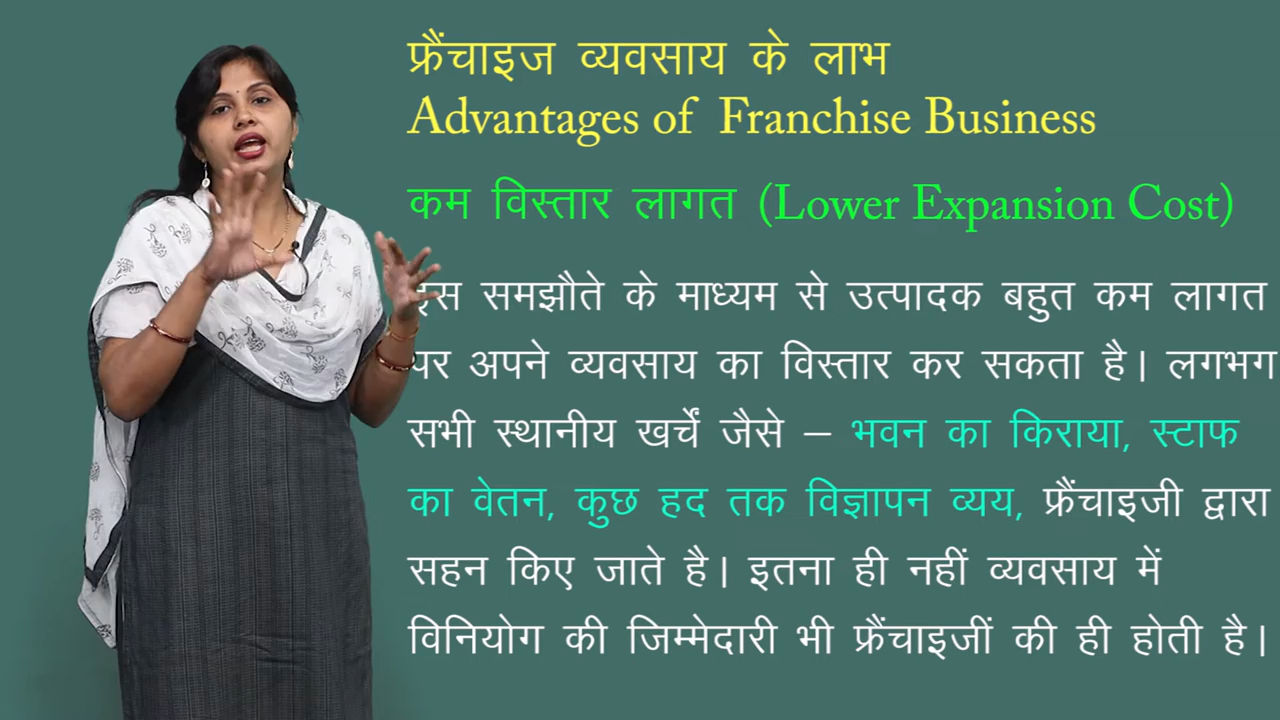 फ्रैंचाइज व्यवसाय के लाभ
Advantages of Franchise Business
कम विस्तार लागत (Lower Expansion Cost)
इस समझौते के माध्यम से उत्पादक बहुत कम लागत
पर अपने व्यवसाय का विस्तार कर सकता है। लगभग
सभी स्थानीय खर्चें जैसे – भवन का किराया, स्टाफ
का वेतन, कुछ हद तक विज्ञापन व्यय, फ्रैंचाइजी द्वारा
सहन किए जाते है। इतना ही नहीं व्यवसाय में
विनियोग की जिम्मेदारी भी फ्रैंचाइजीं की ही होती है।